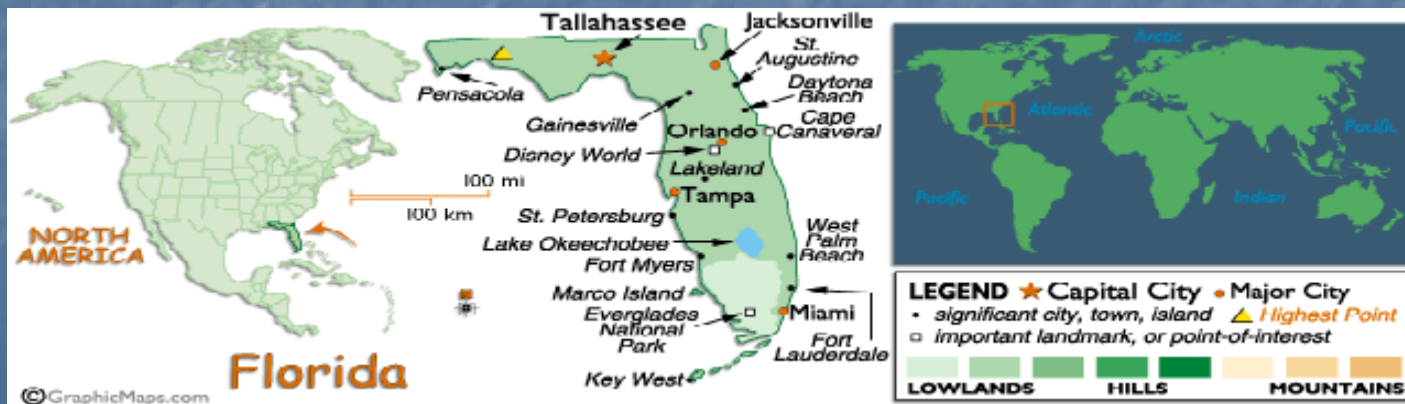 NORTH
AMERICA
100 mi
100 km
Florida
©GraphicMaps.com
Tallahassee
Jacksonville
St.
Augustine
Daytona
Beach
Cape
Canaveral
Pensacola
Gainesville
Orlando
Disney World
Lakeland
Tampa
St. Petersburg
Lake Okeechobee
West
Palm
Beach
Fort Myers
Marco Island
Everglades
National
Park
Miami
Fort
Lauderdale
Key West
Arctic
Atlantic
Pacific
Pacific
Indian
LEGEND Capital City Major City
significant city, town, island Highest Point
important landmark, or point-of-interest
LOWLANDS HILLS MOUNTAINS